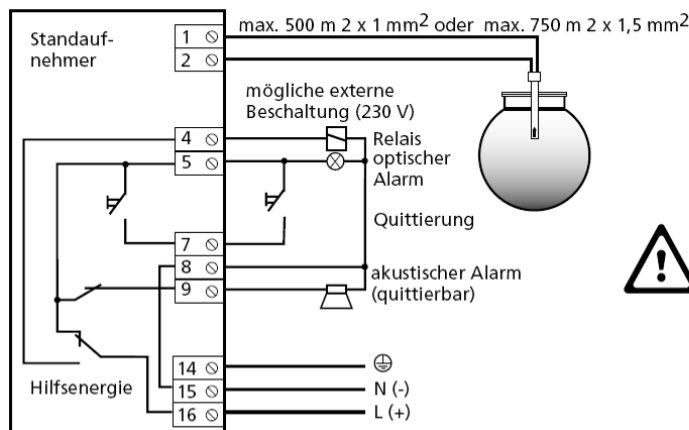 Standauf-
nehmer
1
2
max. 500 m 2 x 1 mm² oder max. 750 m 2 x 1,5 mm²
mögliche externe
Beschaltung (230 V)
4
5
Relais
optischer
Alarm
Quittierung
7
8
9
akustischer Alarm
(quittierbar)
!
Hilfsenergie
14
15
16
N (-)
L (+)